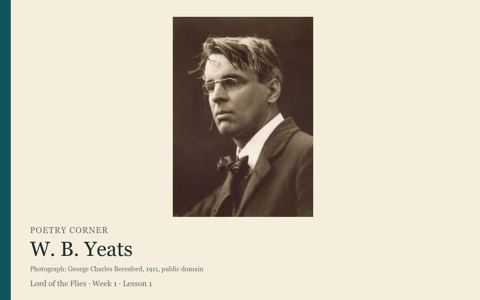 POETRY CORNER
W. B. Yeats
Photograph: George Charles Beresford, 1911, public domain
Lord of the Flies · Week 1 · Lesson 1